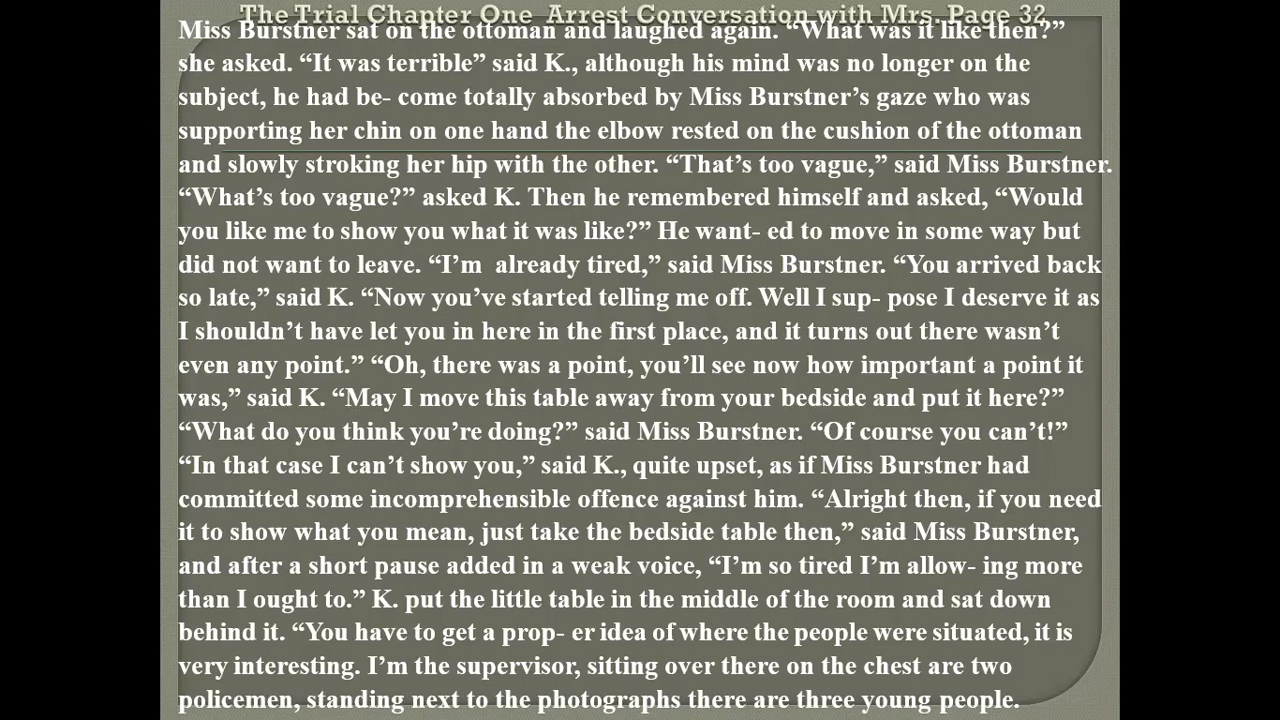 The Trial Chapter One Arrest Conversation with Mrs. Page 32
Miss Burstner sat on the ottoman and laughed again. “What was it like then?”
she asked. “It was terrible” said K., although his mind was no longer on the
subject, he had be- come totally absorbed by Miss Burstner’s gaze who was
supporting her chin on one hand the elbow rested on the cushion of the ottoman
and slowly stroking her hip with the other. “That’s too vague,” said Miss Burstner.
“What’s too vague?” asked K. Then he remembered himself and asked, “Would
you like me to show you what it was like?” He want- ed to move in some way but
did not want to leave. “I’m already tired,” said Miss Burstner. “You arrived back
so late,” said K. “Now you’ve started telling me off. Well I sup- pose I deserve it as
I shouldn’t have let you in here in the first place, and it turns out there wasn’t
even any point.” “Oh, there was a point, you’ll see now how important a point it
was,” said K. “May I move this table away from your bedside and put it here?”
“What do you think you’re doing?” said Miss Burstner. “Of course you can’t!”
“In that case I can’t show you,” said K., quite upset, as if Miss Burstner had
committed some incomprehensible offence against him. “Alright then, if you need
it to show what you mean, just take the bedside table then,” said Miss Burstner,
and after a short pause added in a weak voice, “I’m so tired I’m allow- ing more
than I ought to.” K. put the little table in the middle of the room and sat down
behind it. “You have to get a prop- er idea of where the people were situated, it is
very interesting. I’m the supervisor, sitting over there on the chest are two
policemen, standing next to the photographs there are three young people.